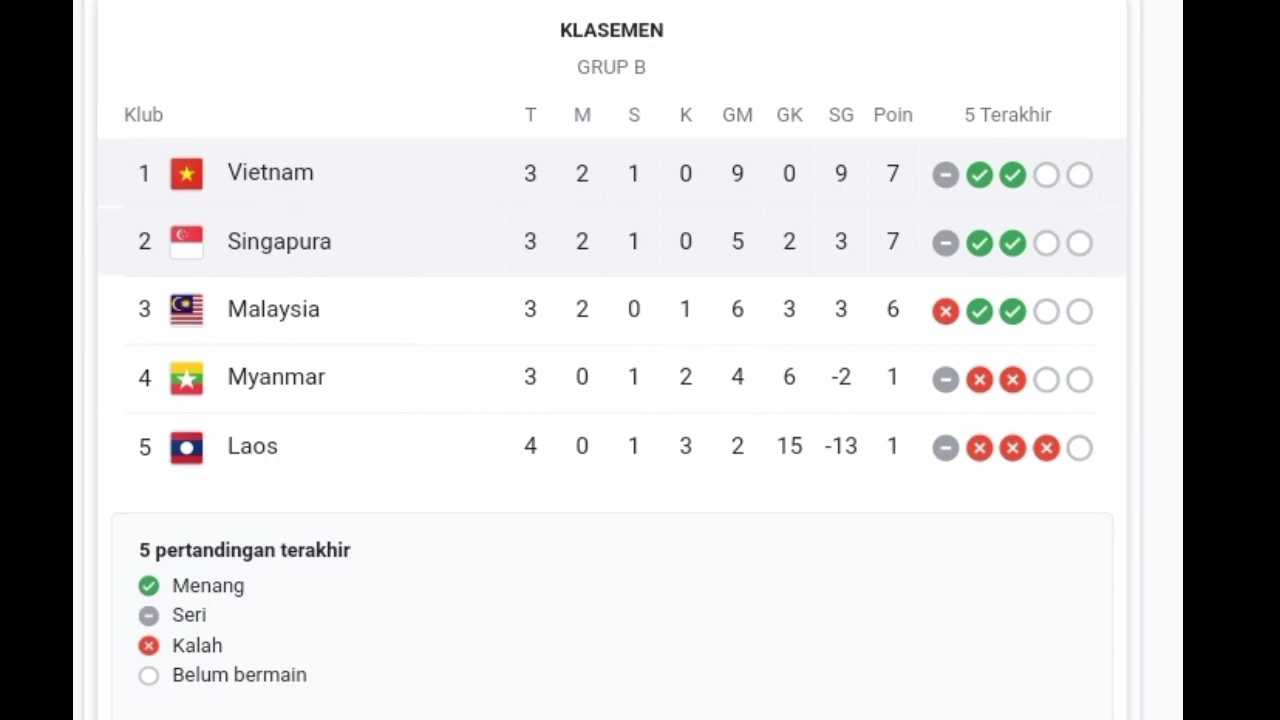 KLASEMEN
GRUP B
Klub T M S K GM GK SG Poin 5 Terakhir
1 Vietnam 3 2 1 0 9 0 9 7
2 Singapura 3 2 1 0 5 2 3 7
3 Malaysia 3 2 0 1 6 3 3 6
4 Myanmar 3 0 1 2 4 6 -2 1
5 Laos 4 0 1 3 2 15 -13 1
5 pertandingan terakhir
Menang
Seri
Kalah
Belum bermain